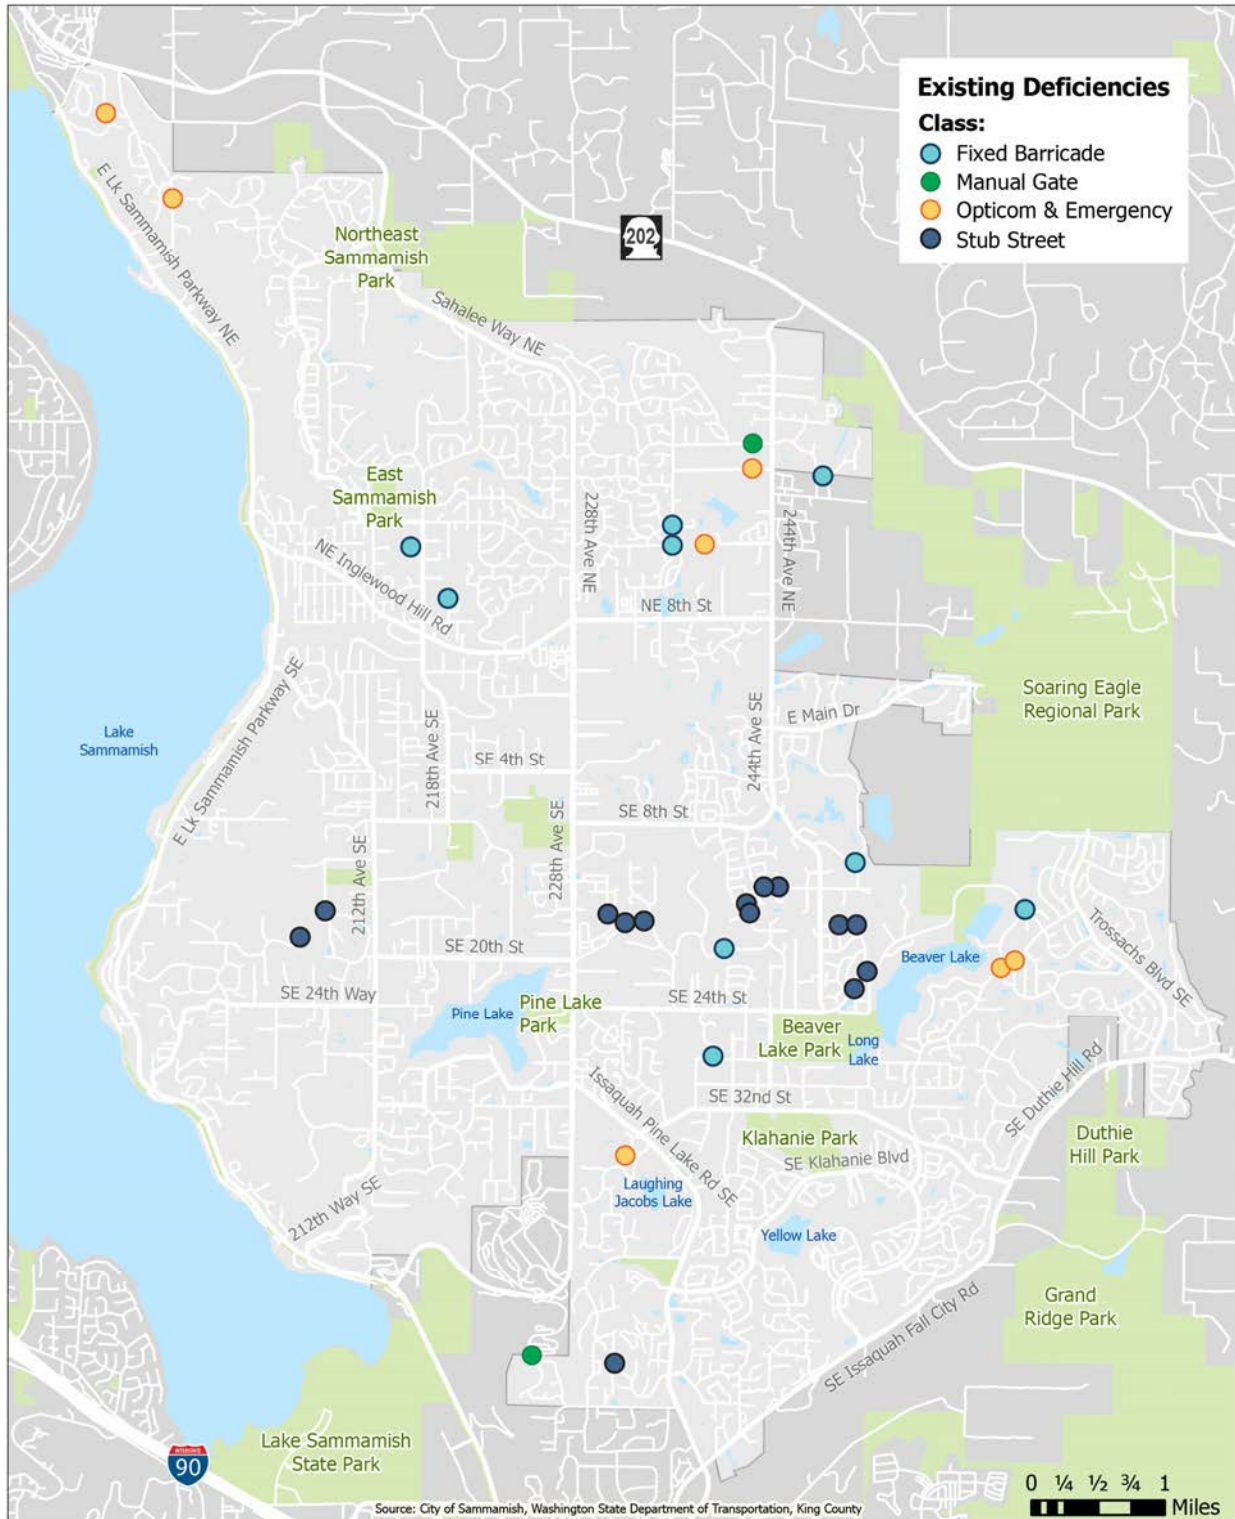 Existing Deficiencies
Class:
Fixed Barricade
Manual Gate
Opticom & Emergency
Stub Street
E Lk Sammamish Parkway NE
Northeast
Sammamish
Park
202
Sahalee Way NE
East
Sammamish
Park
228th Ave NE
244th Ave NE
NE Inglewood Hill Rd
NE 8th St
Soaring Eagle
Regional Park
E Lk Sammamish Parkway SE
Lake
Sammamish
218th Ave SE
244th Ave SE
E Main Dr
SE 4th St
SE 8th St
212th Ave SE
228th Ave SE
SE 20th St
Beaver Lake
Trossachs Blvd SE
SE 24th Way
Pine Lake
Pine Lake
Park
SE 24th St
Beaver
Lake Park
Long
Lake
Issaquah Pine Lake Rd SE
SE 32nd St
SE Duthie Hill Rd
Klahanie Park
SE Klahanie Blvd
Duthie
Hill Park
Laughing
Jacobs Lake
212th Way SE
Yellow Lake
Grand
Ridge Park
SE Issaquah Fall City Rd
Lake Sammamish
State Park
INTERSTATE
90
0 ¼ ½ ¾ 1
Miles
Source: City of Sammamish, Washington State Department of Transportation, King County